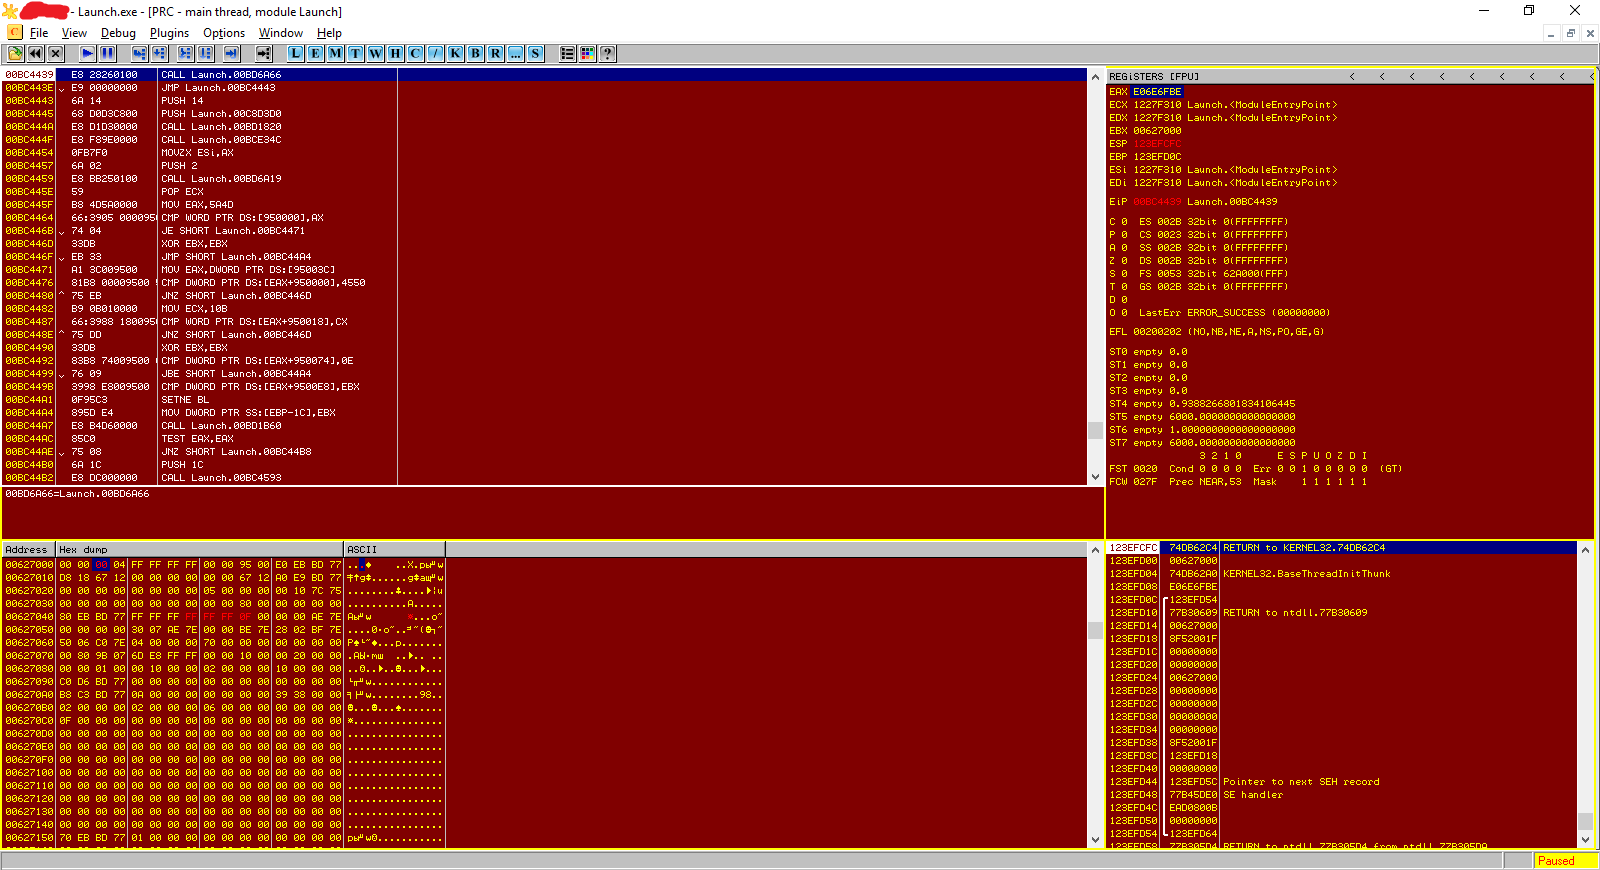 - Launch.exe - [PRC - main thread, module Launch]
File View Debug Plugins Options Window Help
L E M T W H C / K B R ... S
00BC4439 E8 28260100 CALL Launch.00BD6A66
00BC443E E9 00000000 JMP Launch.00BC4443
00BC4443 6A 14 PUSH 14
00BC4445 68 D0D3C800 PUSH Launch.00C8D3D0
00BC444A E8 D1D30000 CALL Launch.00BD1820
00BC444F E8 F89E0000 CALL Launch.00BCE34C
00BC4454 0FB7F0 MOVZX ESi,AX
00BC4457 6A 02 PUSH 2
00BC4459 E8 BB250100 CALL Launch.00BD6A19
00BC445E 59 POP ECX
00BC445F B8 4D5A0000 MOV EAX,5A4D
00BC4464 66:3905 0000950 CMP WORD PTR DS:[950000],AX
00BC446B 74 04 JE SHORT Launch.00BC4471
00BC446D 33DB XOR EBX,EBX
00BC446F EB 33 JMP SHORT Launch.00BC44A4
00BC4471 A1 3C009500 MOV EAX,DWORD PTR DS:[95003C]
00BC4476 81B8 00009500 CMP DWORD PTR DS:[EAX+950000],4550
00BC4480 75 EB JNZ SHORT Launch.00BC446D
00BC4482 B9 0B010000 MOV ECX,10B
00BC4487 66:3988 1800950 CMP WORD PTR DS:[EAX+950018],CX
00BC448E 75 DD JNZ SHORT Launch.00BC446D
00BC4490 33DB XOR EBX,EBX
00BC4492 83B8 74009500 CMP DWORD PTR DS:[EAX+950074],0E
00BC4499 76 09 JBE SHORT Launch.00BC44A4
00BC449B 3998 E8009500 CMP DWORD PTR DS:[EAX+9500E8],EBX
00BC44A1 0F95C3 SETNE BL
00BC44A4 895D E4 MOV DWORD PTR SS:[EBP-1C],EBX
00BC44A7 E8 B4D60000 CALL Launch.00BD1B60
00BC44AC 85C0 TEST EAX,EAX
00BC44AE 75 08 JNZ SHORT Launch.00BC44B8
00BC44B0 6A 1C PUSH 1C
00BC44B2 E8 DC000000 CALL Launch.00BC4593
00BD6A66=Launch.00BD6A66
REGiSTERS [FPU] < < < < < < < < <
EAX E06E6FBE
ECX 1227F310 Launch.<ModuleEntryPoint>
EDX 1227F310 Launch.<ModuleEntryPoint>
EBX 00627000
ESP 123EFCFC
EBP 123EFD0C
ESi 1227F310 Launch.<ModuleEntryPoint>
EDi 1227F310 Launch.<ModuleEntryPoint>
EiP 00BC4439 Launch.00BC4439
C 0 ES 002B 32bit 0(FFFFFFFF)
P 0 CS 0023 32bit 0(FFFFFFFF)
A 0 SS 002B 32bit 0(FFFFFFFF)
Z 0 DS 002B 32bit 0(FFFFFFFF)
S 0 FS 0053 32bit 62A000(FFF)
T 0 GS 002B 32bit 0(FFFFFFFF)
D 0
O 0 LastErr ERROR_SUCCESS (00000000)
EFL 00200202 (NO,NB,NE,A,NS,PO,GE,G)
ST0 empty 0.0
ST1 empty 0.0
ST2 empty 0.0
ST3 empty 0.0
ST4 empty 0.9388266801834106445
ST5 empty 6000.0000000000000000
ST6 empty 1.0000000000000000000
ST7 empty 6000.0000000000000000
3 2 1 0 E S P U O Z D I
FST 0020 Cond 0 0 0 0 Err 0 0 1 0 0 0 0 0 (GT)
FCW 027F Prec NEAR,53 Mask 1 1 1 1 1 1
Address Hex dump ASCII
00627000 00 00 00 04 FF FF FF FF 00 00 95 00 E0 EB BD 77
00627010 D8 18 67 12 00 00 00 00 00 00 67 12 A0 E9 BD 77
00627020 00 00 00 00 00 00 00 00 05 00 00 00 00 10 7C 75
00627030 00 00 00 00 00 00 00 00 00 00 00 80 00 00 00 00
00627040 80 EB BD 77 FF FF FF FF FF FF FF 0F 00 00 00 AE 7E
00627050 00 00 00 00 30 07 AE 7E 00 00 BE 7E 28 02 BF 7E
00627060 50 06 C0 7E 04 00 00 00 70 00 00 00 00 00 00 00
00627070 00 80 9B 07 6D E8 FF FF 00 00 10 00 00 20 00 00
00627080 00 00 01 00 00 10 00 00 02 00 00 00 10 00 00 00
00627090 C0 D6 BD 77 00 00 00 00 00 00 00 00 00 00 00 00
006270A0 B8 C3 BD 77 0A 00 00 00 00 00 00 00 39 38 00 00
006270B0 02 00 00 00 02 00 00 00 06 00 00 00 00 00 00 00
006270C0 0F 00 00 00 00 00 00 00 00 00 00 00 00 00 00 00
006270D0 00 00 00 00 00 00 00 00 00 00 00 00 00 00 00 00
006270E0 00 00 00 00 00 00 00 00 00 00 00 00 00 00 00 00
006270F0 00 00 00 00 00 00 00 00 00 00 00 00 00 00 00 00
00627100 00 00 00 00 00 00 00 00 00 00 00 00 00 00 00 00
00627110 00 00 00 00 00 00 00 00 00 00 00 00 00 00 00 00
00627120 00 00 00 00 00 00 00 00 00 00 00 00 00 00 00 00
00627130 00 00 00 00 00 00 00 00 00 00 00 00 00 00 00 00
00627140 00 00 00 00 00 00 00 00 00 00 00 00 00 00 00 00
00627150 70 EB BD 77 01 00 00 00 00 00 00 00 00 00 00 00
123EFCFC 74DB62C4 RETURN to KERNEL32.74DB62C4
123EFD00 00627000
123EFD04 74DB62A0 KERNEL32.BaseThreadInitThunk
123EFD08 E06E6FBE
123EFD0C 123EFD54
123EFD10 77B30609 RETURN to ntdll.77B30609
123EFD14 00627000
123EFD18 8F52001F
123EFD1C 00000000
123EFD20 00000000
123EFD24 00627000
123EFD28 00000000
123EFD2C 00000000
123EFD30 00000000
123EFD34 00000000
123EFD38 8F52001F
123EFD3C 123EFD18
123EFD40 00000000
123EFD44 123EFD5C Pointer to next SEH record
123EFD48 77B45DE0 SE handler
123EFD4C EAD0800B
123EFD50 00000000
123EFD54 123EFD64
123EFD58 77B305D4 RETURN to ntdll.77B305D4 from ntdll.77B305DA
Paused